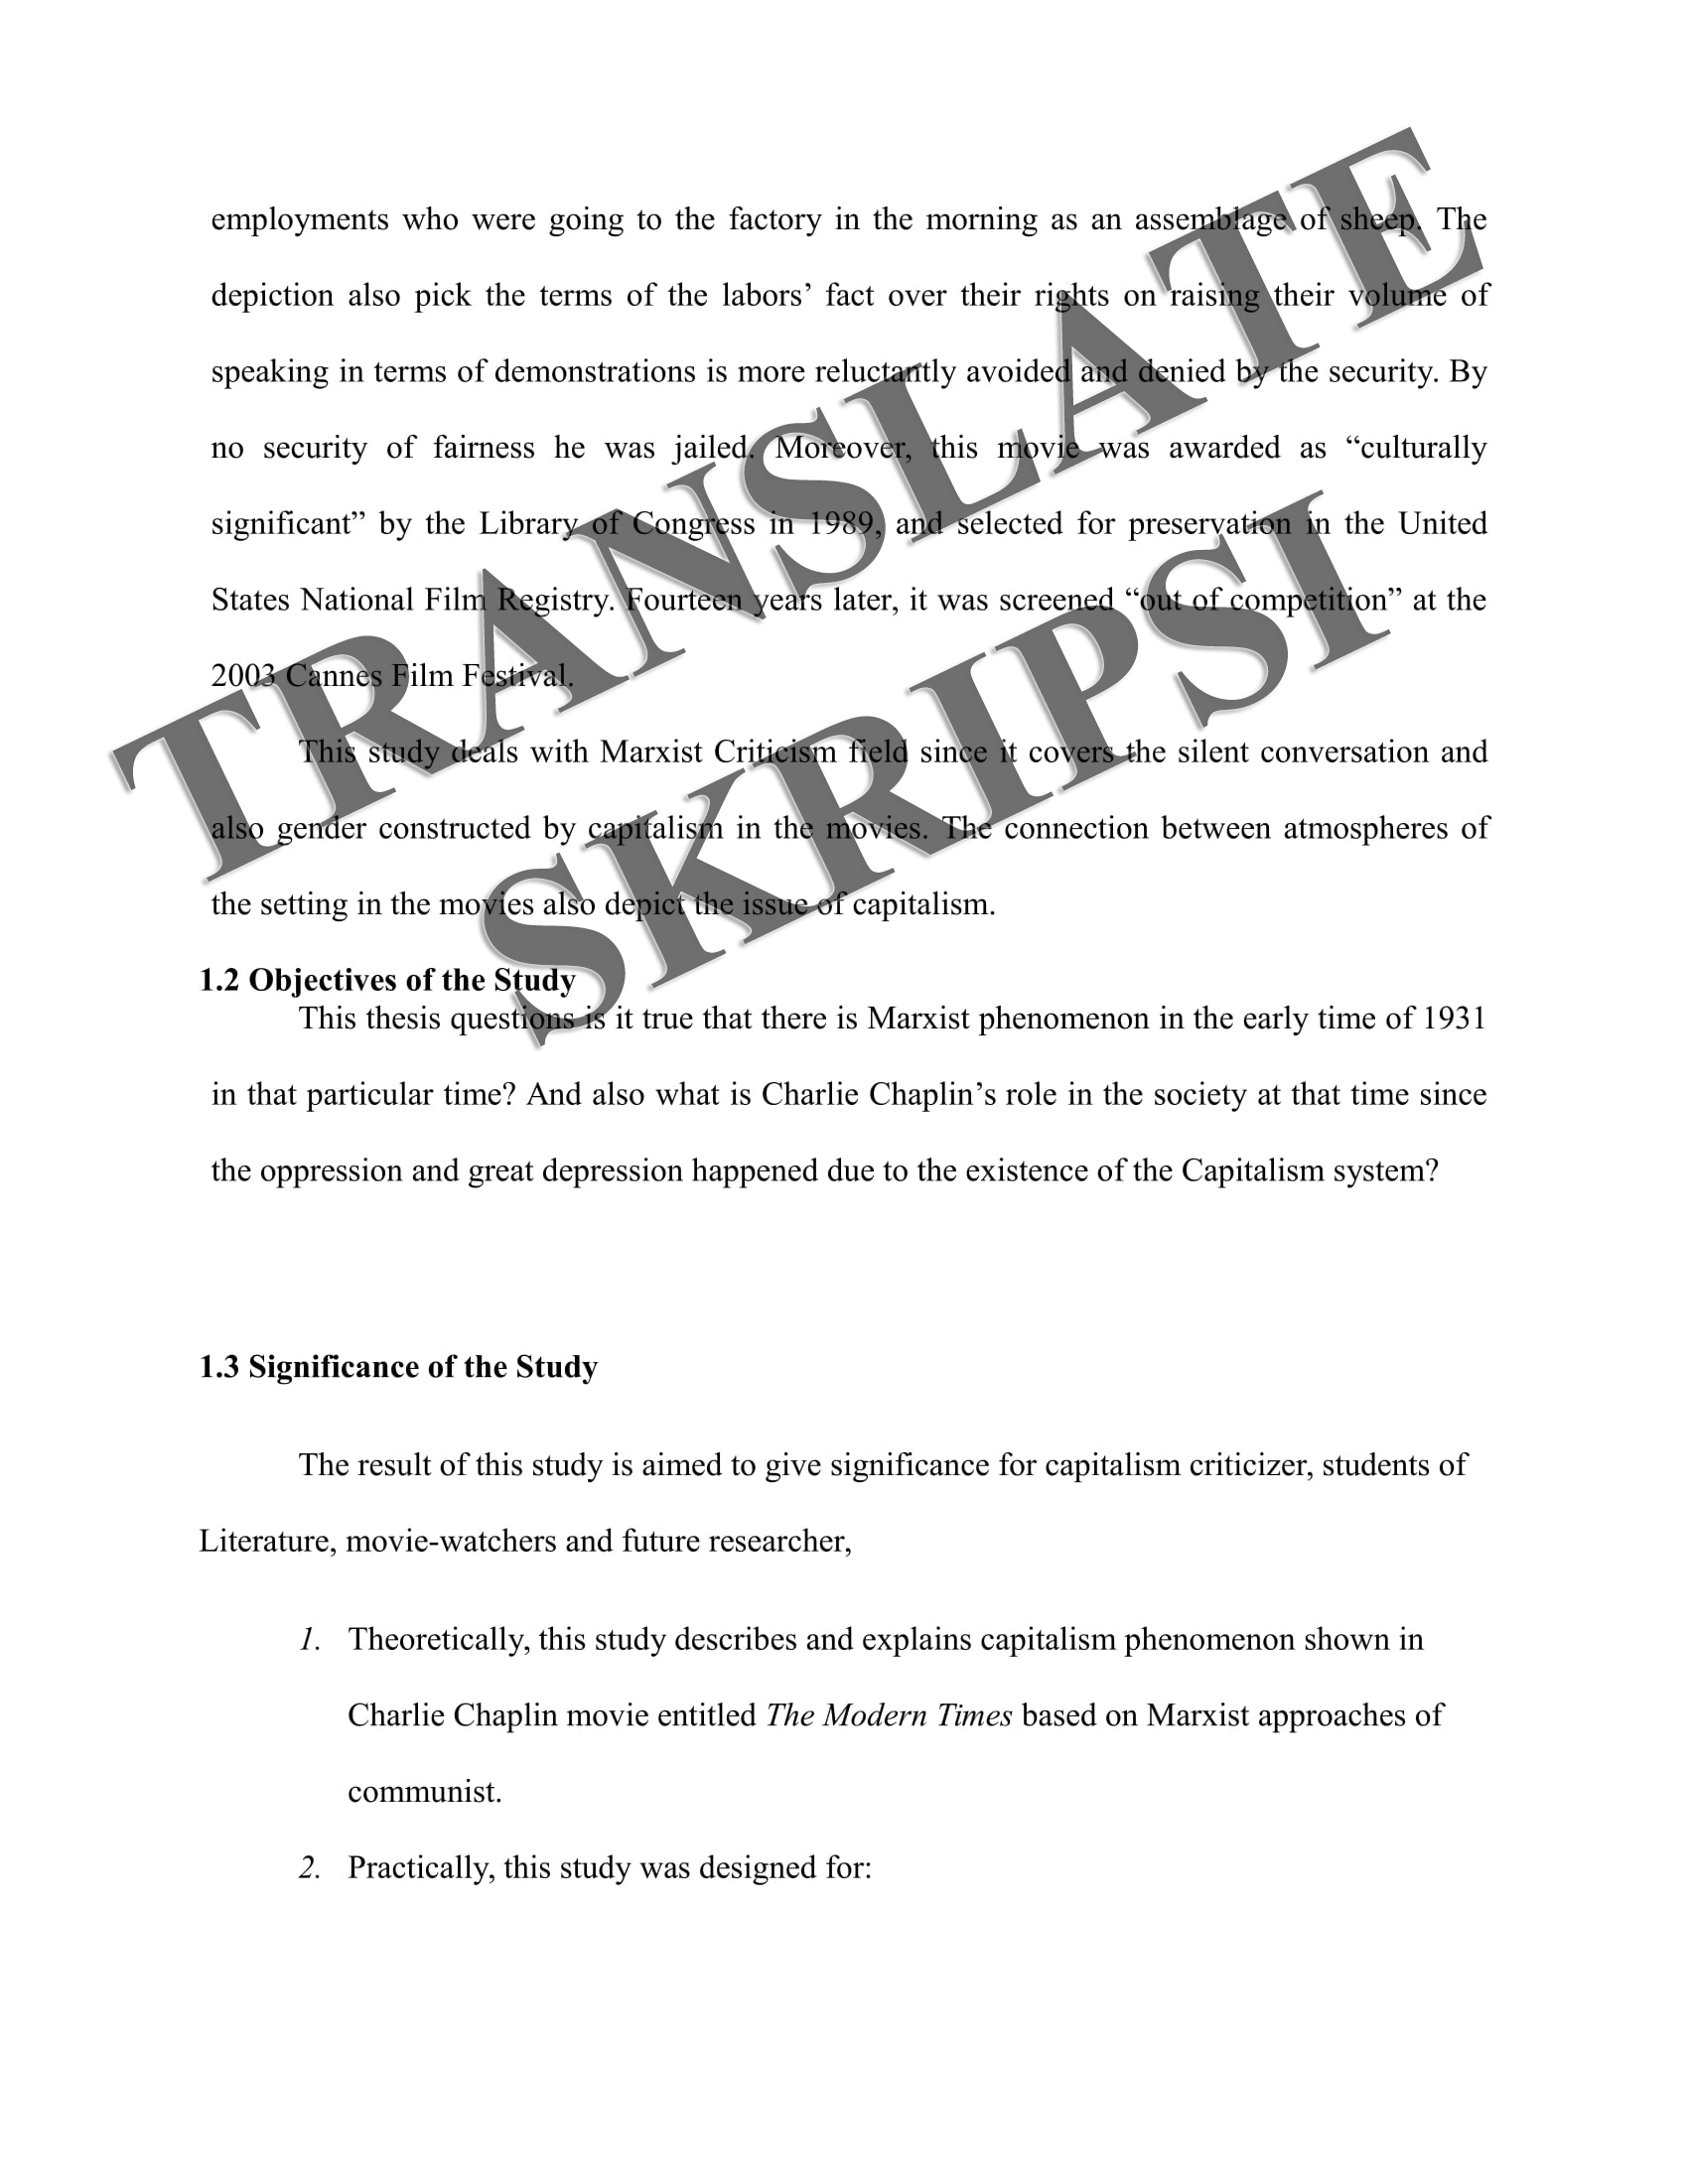 employments who were going to the factory in the morning as an assemblage of sheep. The
depiction also pick the terms of the labors’ fact over their rights on raising their volume of
speaking in terms of demonstrations is more reluctantly avoided and denied by the security. By
no security of fairness he was jailed. Moreover, this movie was awarded as “culturally
significant” by the Library of Congress in 1989, and selected for preservation in the United
States National Film Registry. Fourteen years later, it was screened “out of competition” at the
2003 Cannes Film Festival.
This study deals with Marxist Criticism field since it covers the silent conversation and
also gender constructed by capitalism in the movies. The connection between atmospheres of
the setting in the movies also depict the issue of capitalism.
1.2 Objectives of the Study
This thesis questions is it true that there is Marxist phenomenon in the early time of 1931
in that particular time? And also what is Charlie Chaplin’s role in the society at that time since
the oppression and great depression happened due to the existence of the Capitalism system?
1.3 Significance of the Study
The result of this study is aimed to give significance for capitalism criticizer, students of
Literature, movie-watchers and future researcher,
1. Theoretically, this study describes and explains capitalism phenomenon shown in
Charlie Chaplin movie entitled The Modern Times based on Marxist approaches of
communist.
2. Practically, this study was designed for:
TRANSLATE
SKRIPSI